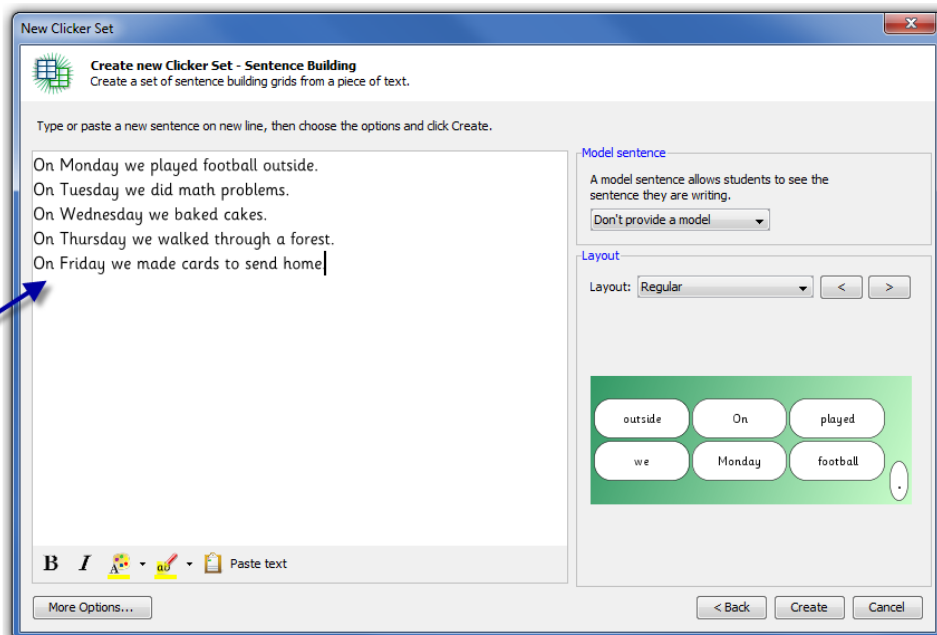 New Clicker Set
Create new Clicker Set - Sentence Building
Create a set of sentence building grids from a piece of text.
Type or paste a new sentence on new line, then choose the options and click Create.
On Monday we played football outside.
On Tuesday we did math problems.
On Wednesday we baked cakes.
On Thursday we walked through a forest.
On Friday we made cards to send home.
B I A ab Paste text
Model sentence
A model sentence allows students to see the
sentence they are writing.
Don't provide a model
Layout
Layout: Regular < >
outside On played
we Monday football .
More Options... < Back Create Cancel